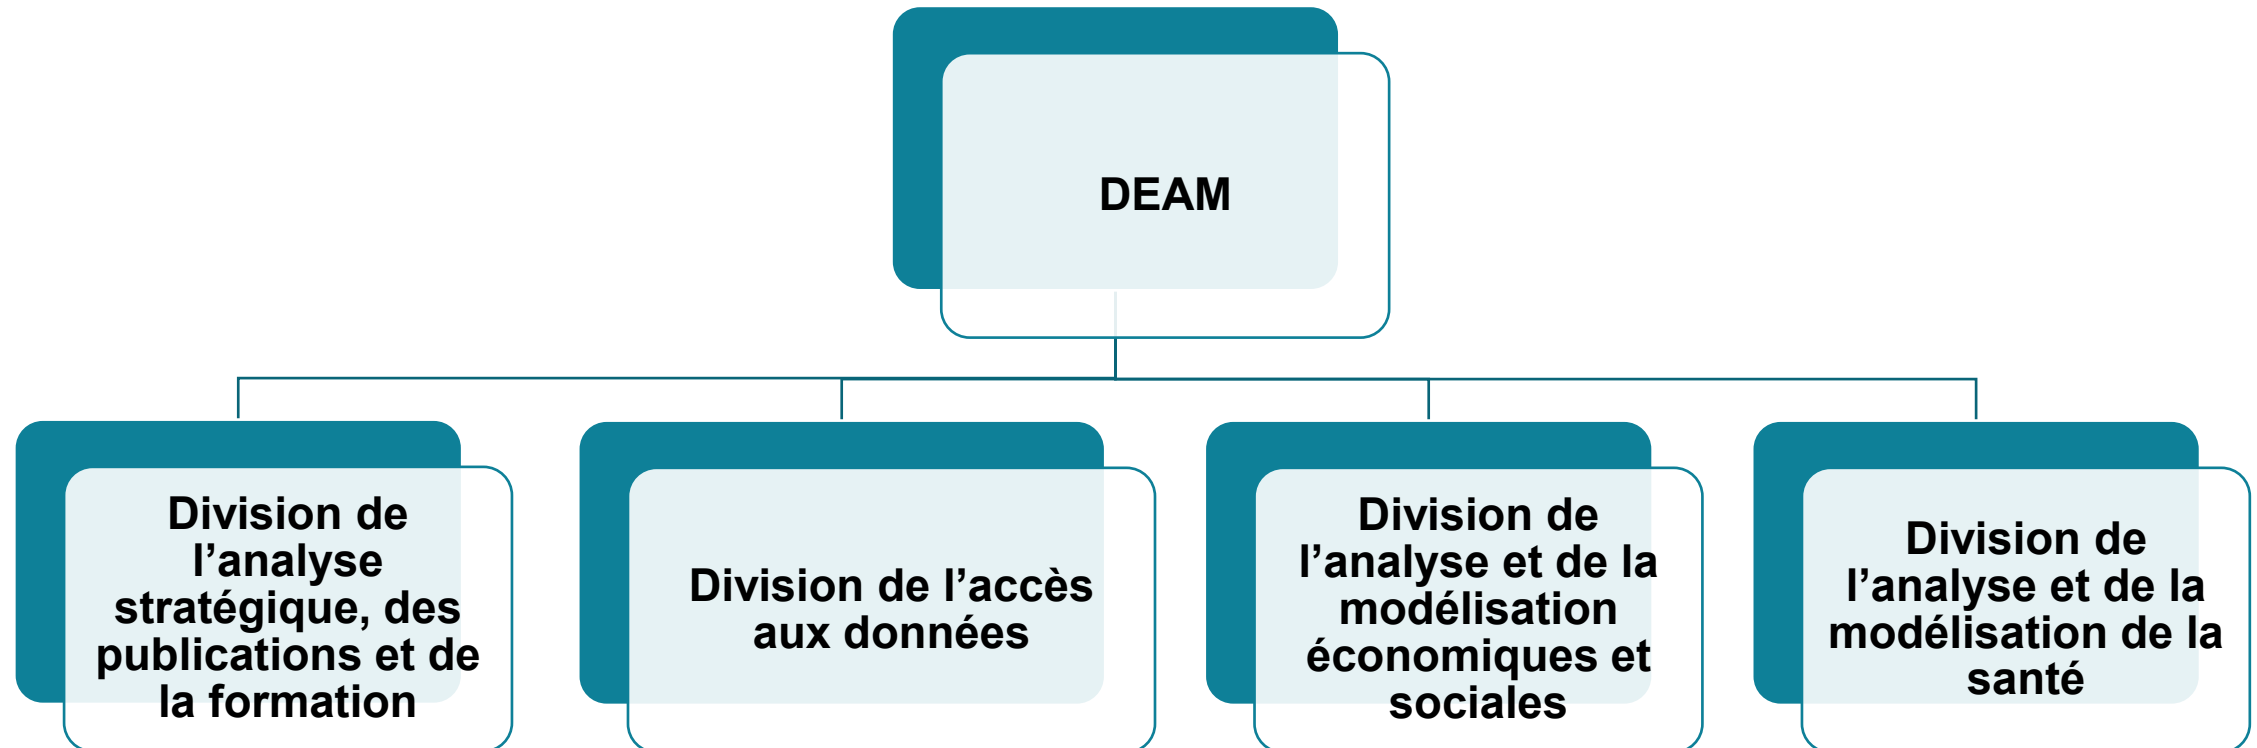 DEAM
Division de
l’analyse
stratégique, des
publications et de
la formation
Division de l’accès
aux données
Division de
l’analyse et de la
modélisation
économiques et
sociales
Division de
l’analyse et de la
modélisation de la
santé